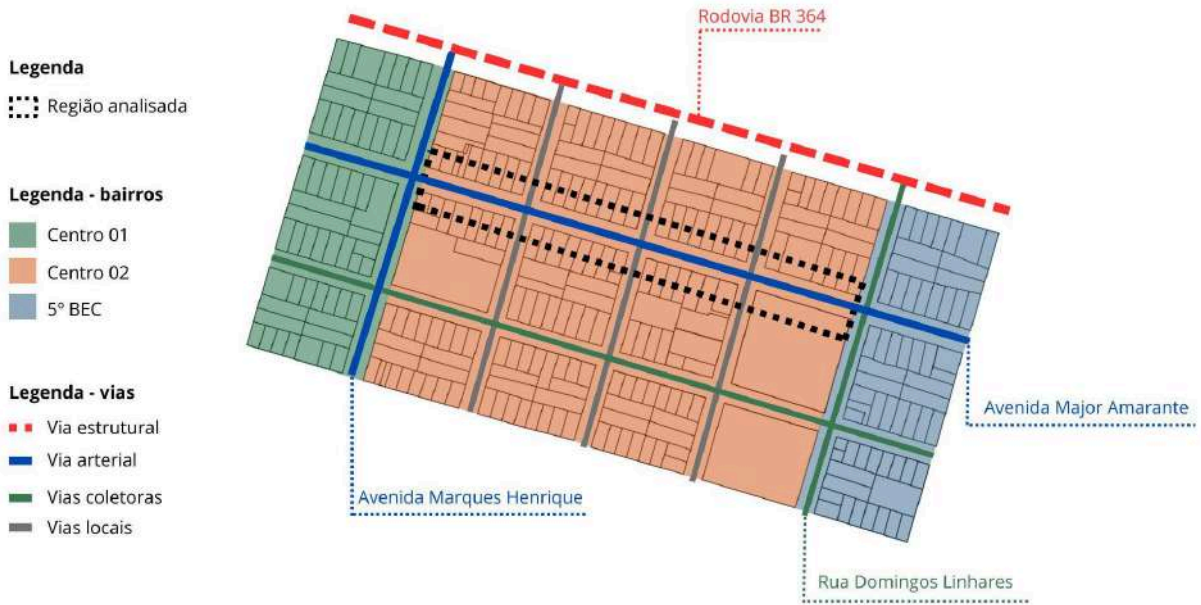 Rodovia BR 364
Legenda
Região analisada
Legenda - bairros
Centro 01
Centro 02
5º BEC
Legenda - vias
Via estrutural
Via arterial
Vias coletoras
Vias locais
Avenida Major Amarante
Avenida Marques Henrique
Rua Domingos Linhares